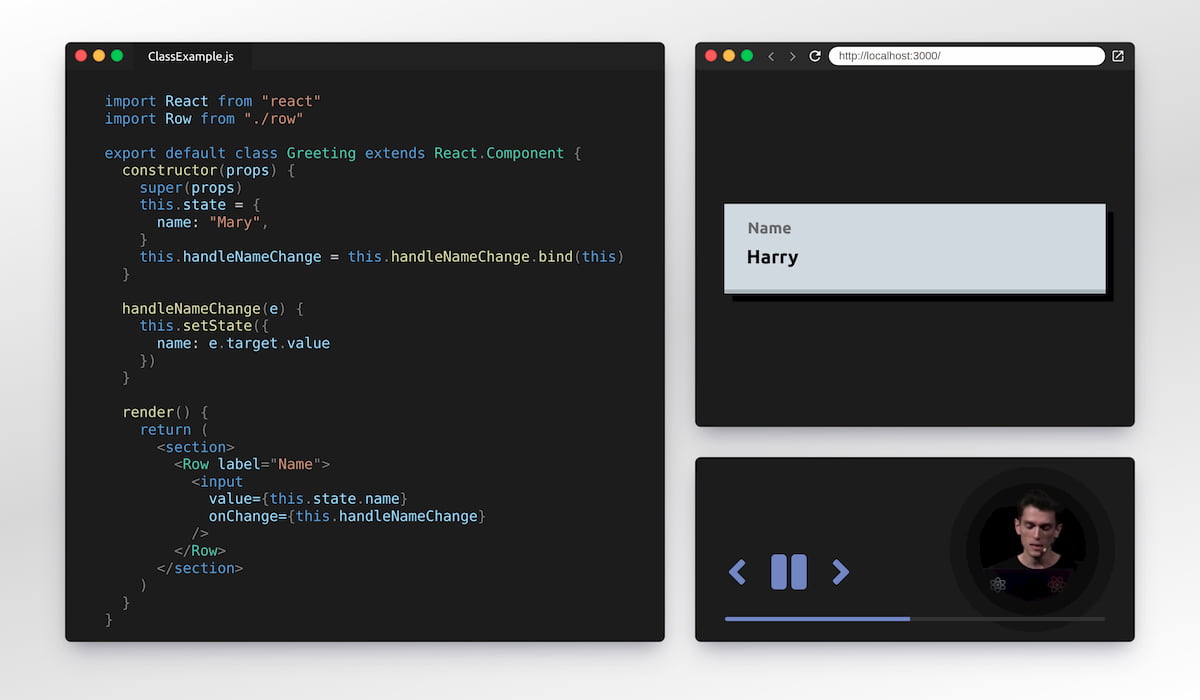 ClassExample.js
import React from "react"
import Row from "./row"
export default class Greeting extends React.Component {
  constructor(props) {
    super(props)
    this.state = {
      name: "Mary",
    }
    this.handleNameChange = this.handleNameChange.bind(this)
  }
  handleNameChange(e) {
    this.setState({
      name: e.target.value
    })
  }
  render() {
    return (
      <section>
        <Row label="Name">
          <input
            value={this.state.name}
            onChange={this.handleNameChange}
          />
        </Row>
      </section>
    )
  }
}
http://localhost:3000/
Name
Harry